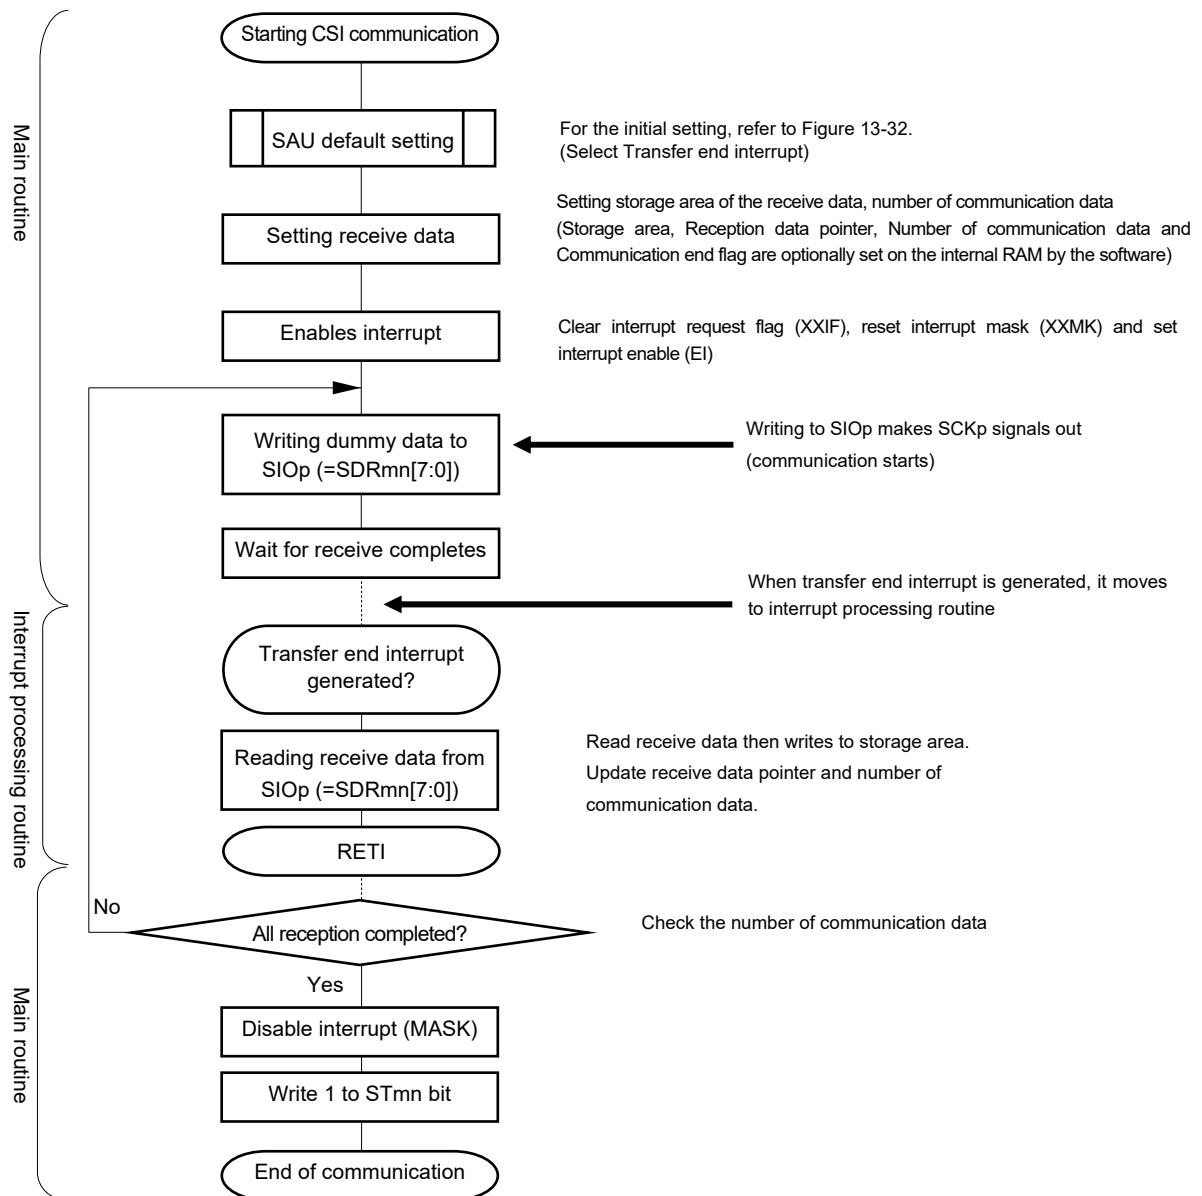 Starting CSI communication
Main routine
SAU default setting
For the initial setting, refer to Figure 13-32.
(Select Transfer end interrupt)
Setting receive data
Setting storage area of the receive data, number of communication data
(Storage area, Reception data pointer, Number of communication data and
Communication end flag are optionally set on the internal RAM by the software)
Enables interrupt
Clear interrupt request flag (XXIF), reset interrupt mask (XXMK) and set
interrupt enable (EI)
Writing dummy data to
SIOp (=SDRmn[7:0])
Writing to SIOp makes SCKp signals out
(communication starts)
Wait for receive completes
When transfer end interrupt is generated, it moves
to interrupt processing routine
Interrupt processing routine
Transfer end interrupt
generated?
Reading receive data from
SIOp (=SDRmn[7:0])
Read receive data then writes to storage area.
Update receive data pointer and number of
communication data.
RETI
No
All reception completed?
Check the number of communication data
Yes
Main routine
Disable interrupt (MASK)
Write 1 to STmn bit
End of communication